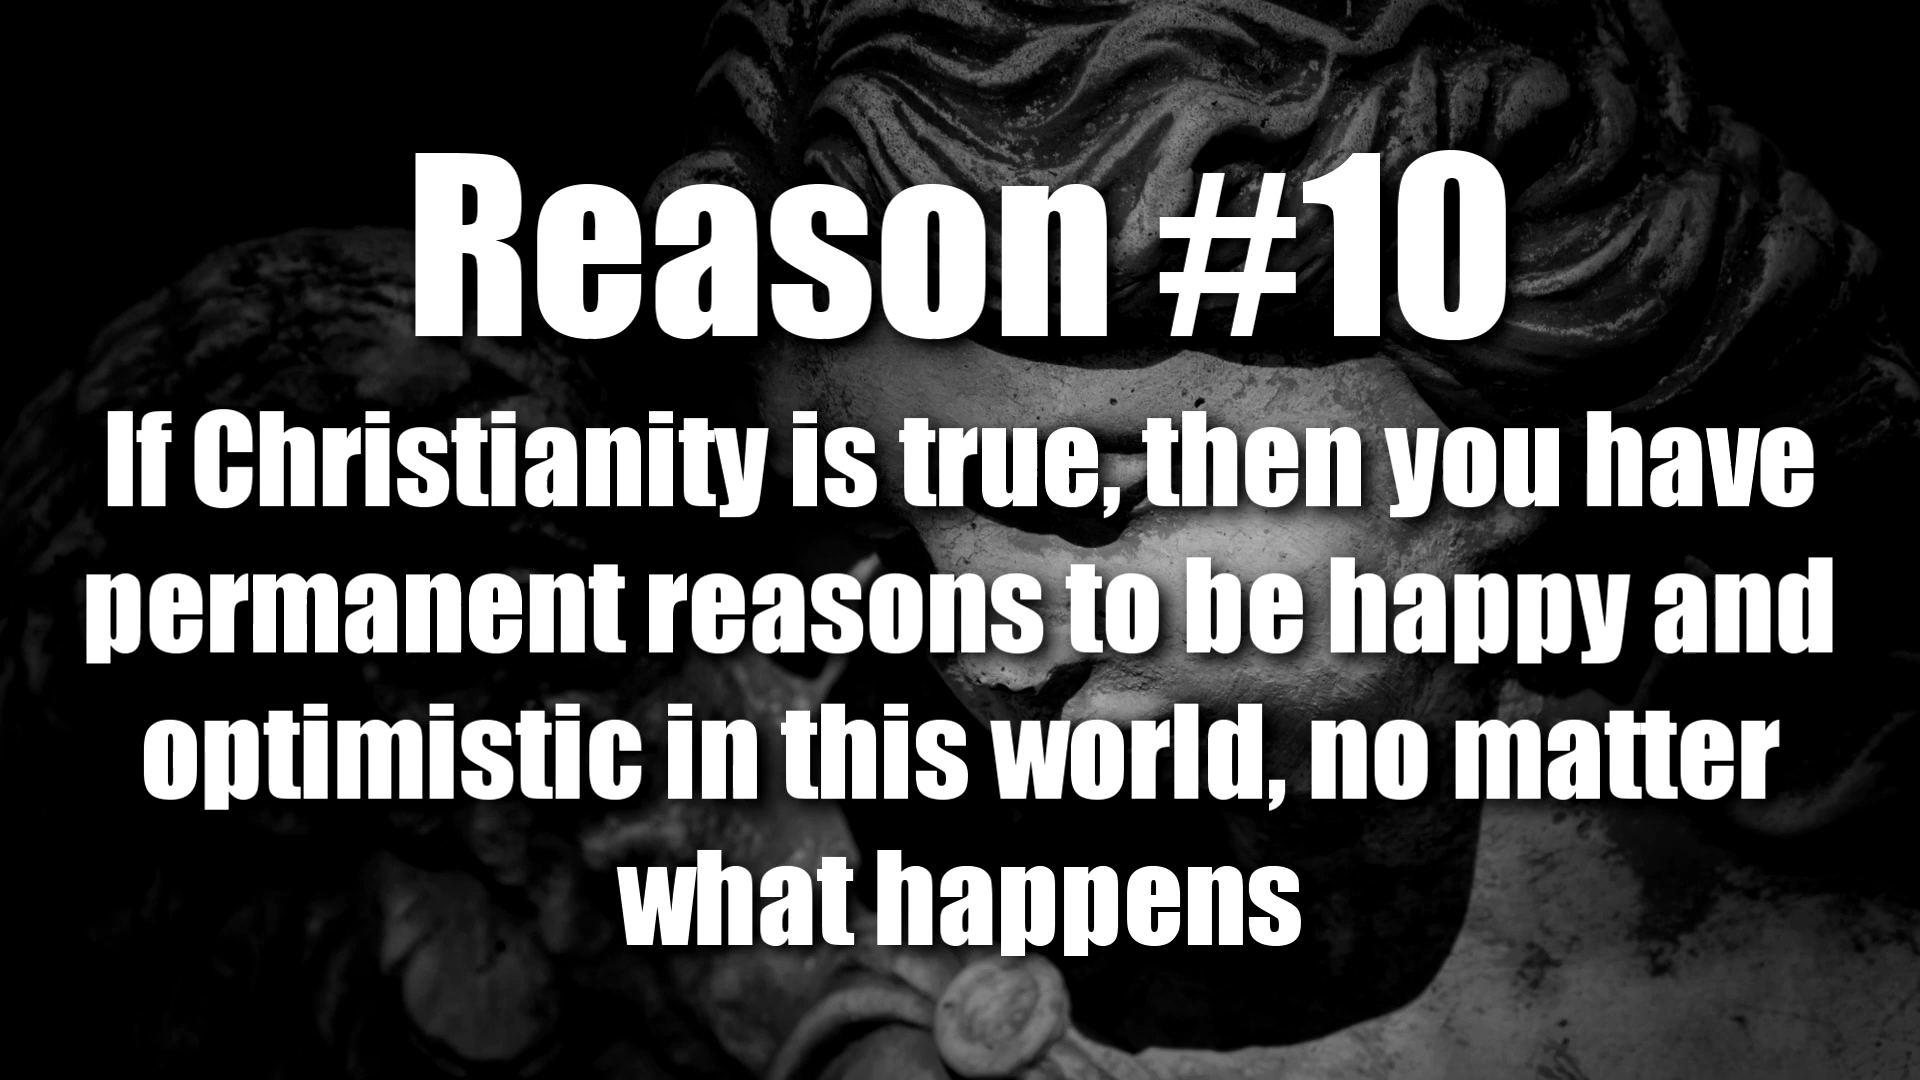 Reason #10
If Christianity is true, then you have
permanent reasons to be happy and
optimistic in this world, no matter
what happens